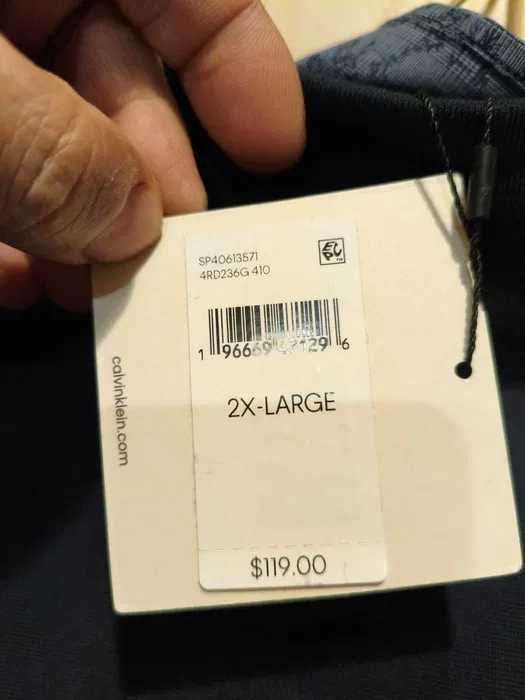 SP40613571
4RD236G 410
2X-LARGE
$119.00
calvinklein.com